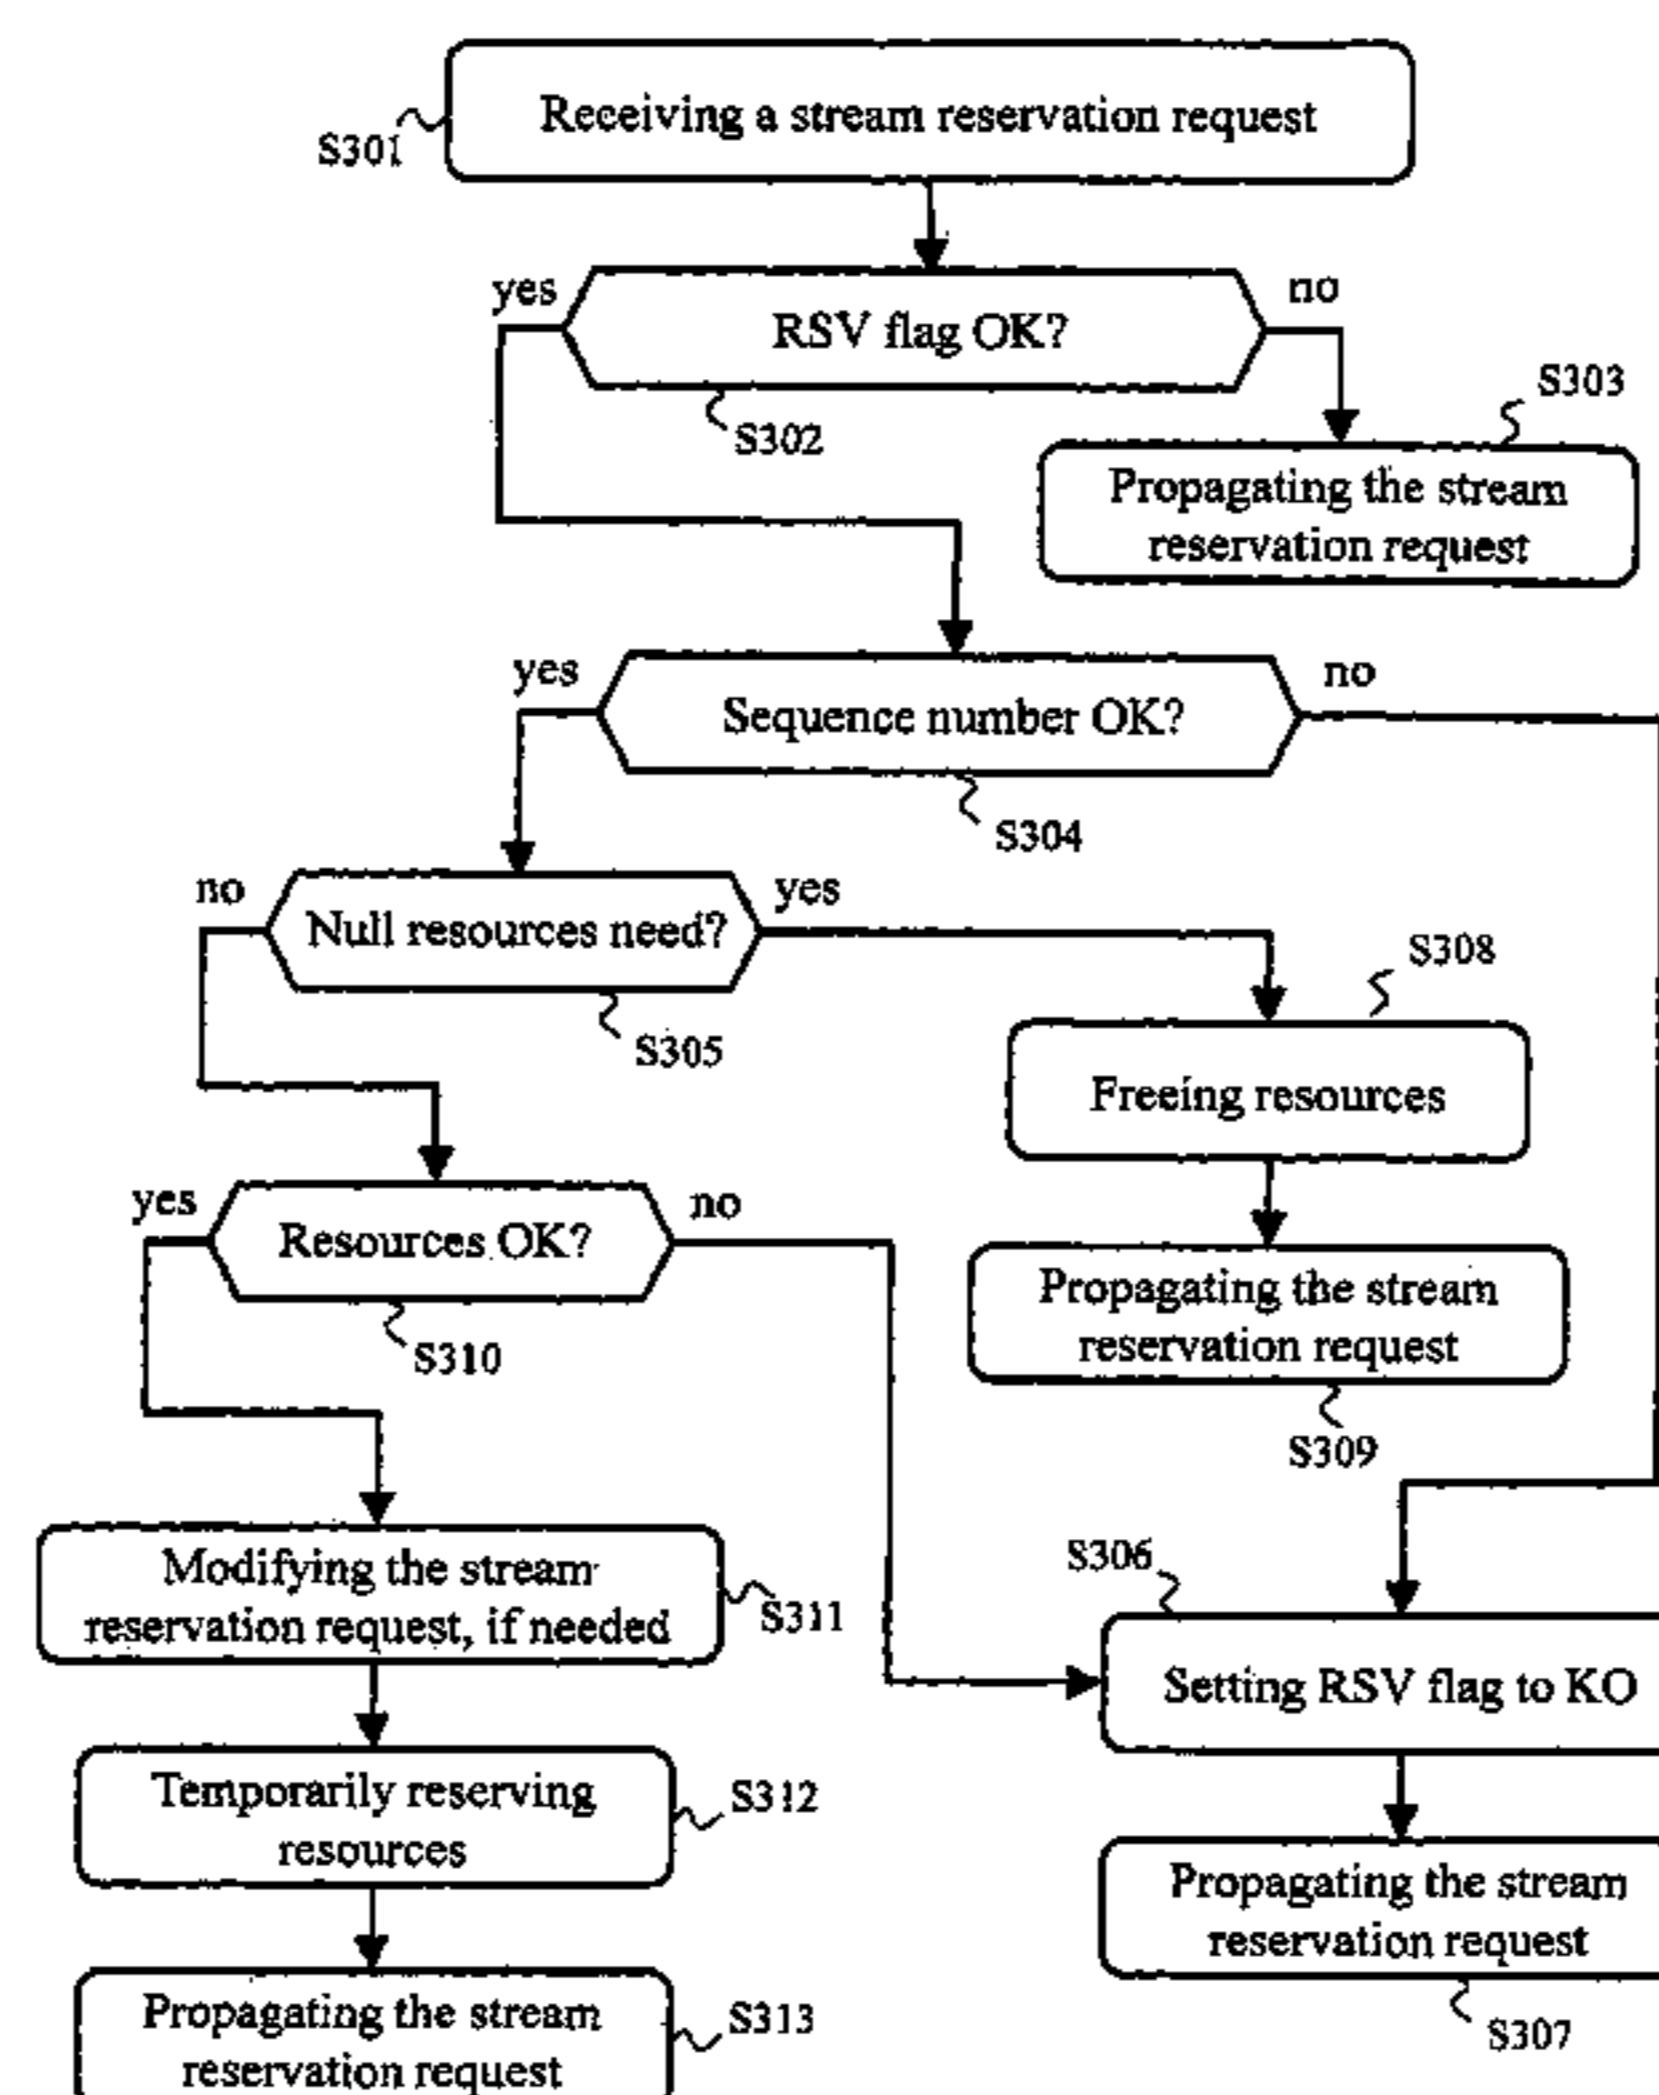 Receiving a stream reservation request
S301
yes
no
RSV flag OK?
S302
S303
Propagating the stream
reservation request
yes
no
Sequence number OK?
S304
no
yes
Null resources need?
S305
S308
Freeing resources
yes
no
Resources OK?
S310
Propagating the stream
reservation request
S309
Modifying the stream
reservation request, if needed
S311
S306
Setting RSV flag to KO
Temporarily reserving
resources
S312
Propagating the stream
reservation request
S307
Propagating the stream
reservation request
S313